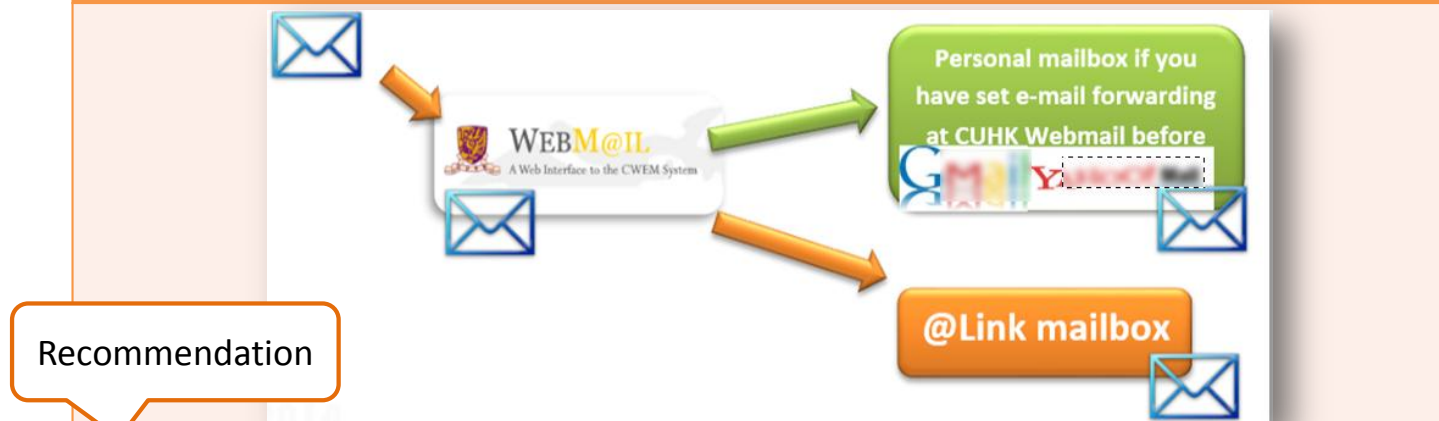 Personal mailbox if you
have set e-mail forwarding
at CUHK Webmail before
WEBM@IL
A Web Interface to the CWEM System
@Link mailbox
Recommendation